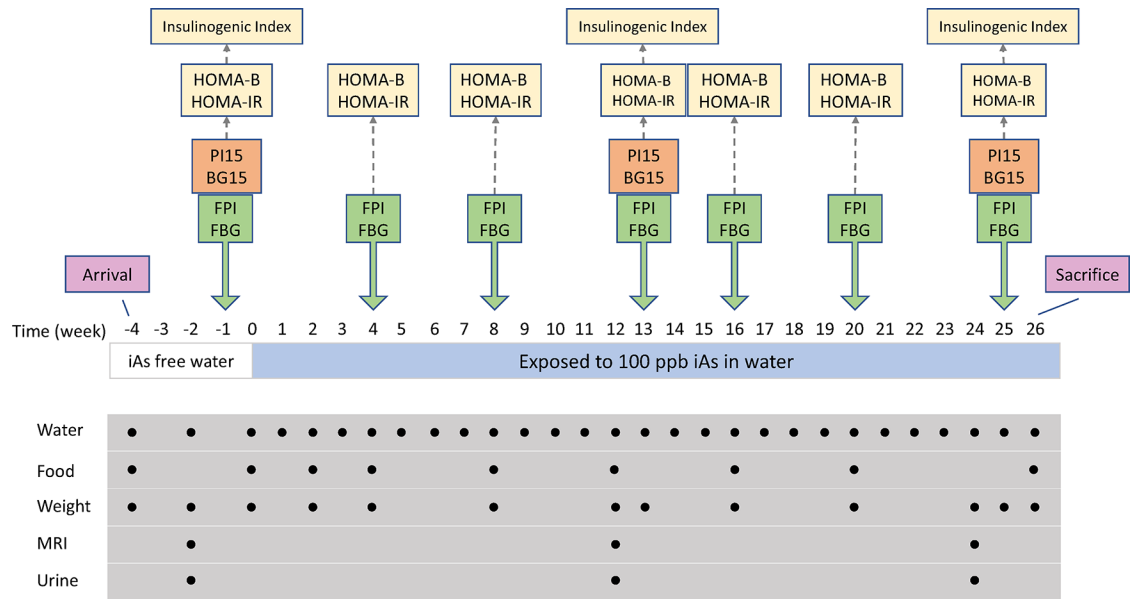 Insulinogenic Index Insulinogenic Index Insulinogenic Index
HOMA-B HOMA-B HOMA-B HOMA-B HOMA-B HOMA-B HOMA-B
HOMA-IR HOMA-IR HOMA-IR HOMA-IR HOMA-IR HOMA-IR HOMA-IR
PI15 PI15 PI15
BG15 BG15 BG15
FPI FPI FPI FPI FPI FPI FPI
FBG FBG FBG FBG FBG FBG FBG
Arrival Sacrifice
Time (week) -4 -3 -2 -1 0 1 2 3 4 5 6 7 8 9 10 11 12 13 14 15 16 17 18 19 20 21 22 23 24 25 26
iAs free water Exposed to 100 ppb iAs in water
Water
Food
Weight
MRI
Urine